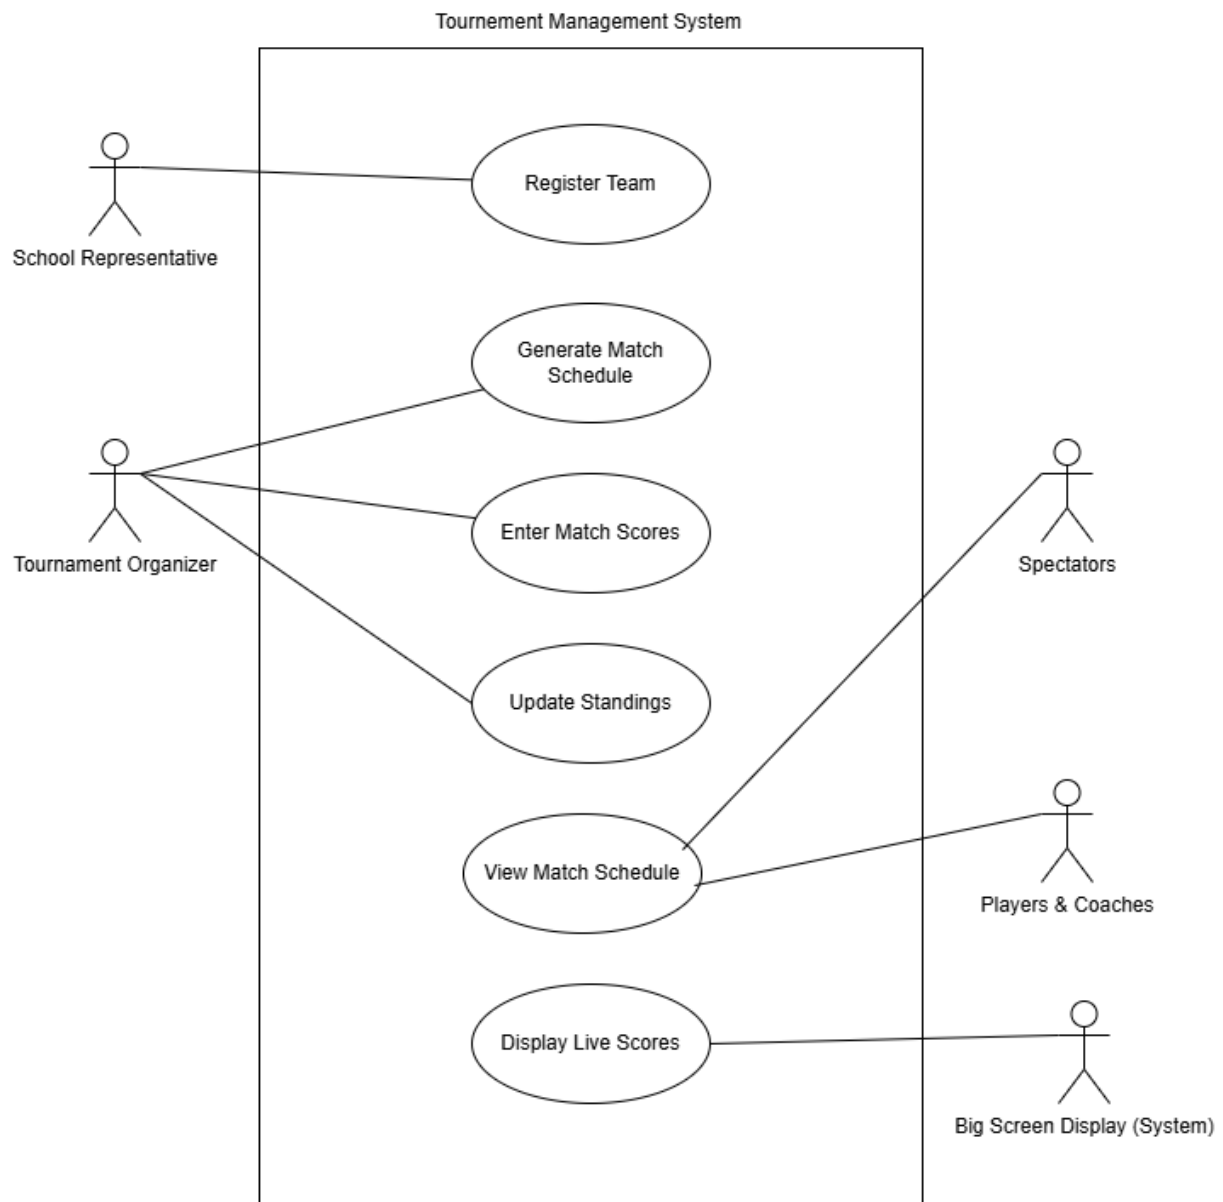 Tournement Management System
Register Team
School Representative
Generate Match
Schedule
Enter Match Scores
Tournament Organizer
Spectators
Update Standings
View Match Schedule
Players & Coaches
Display Live Scores
Big Screen Display (System)